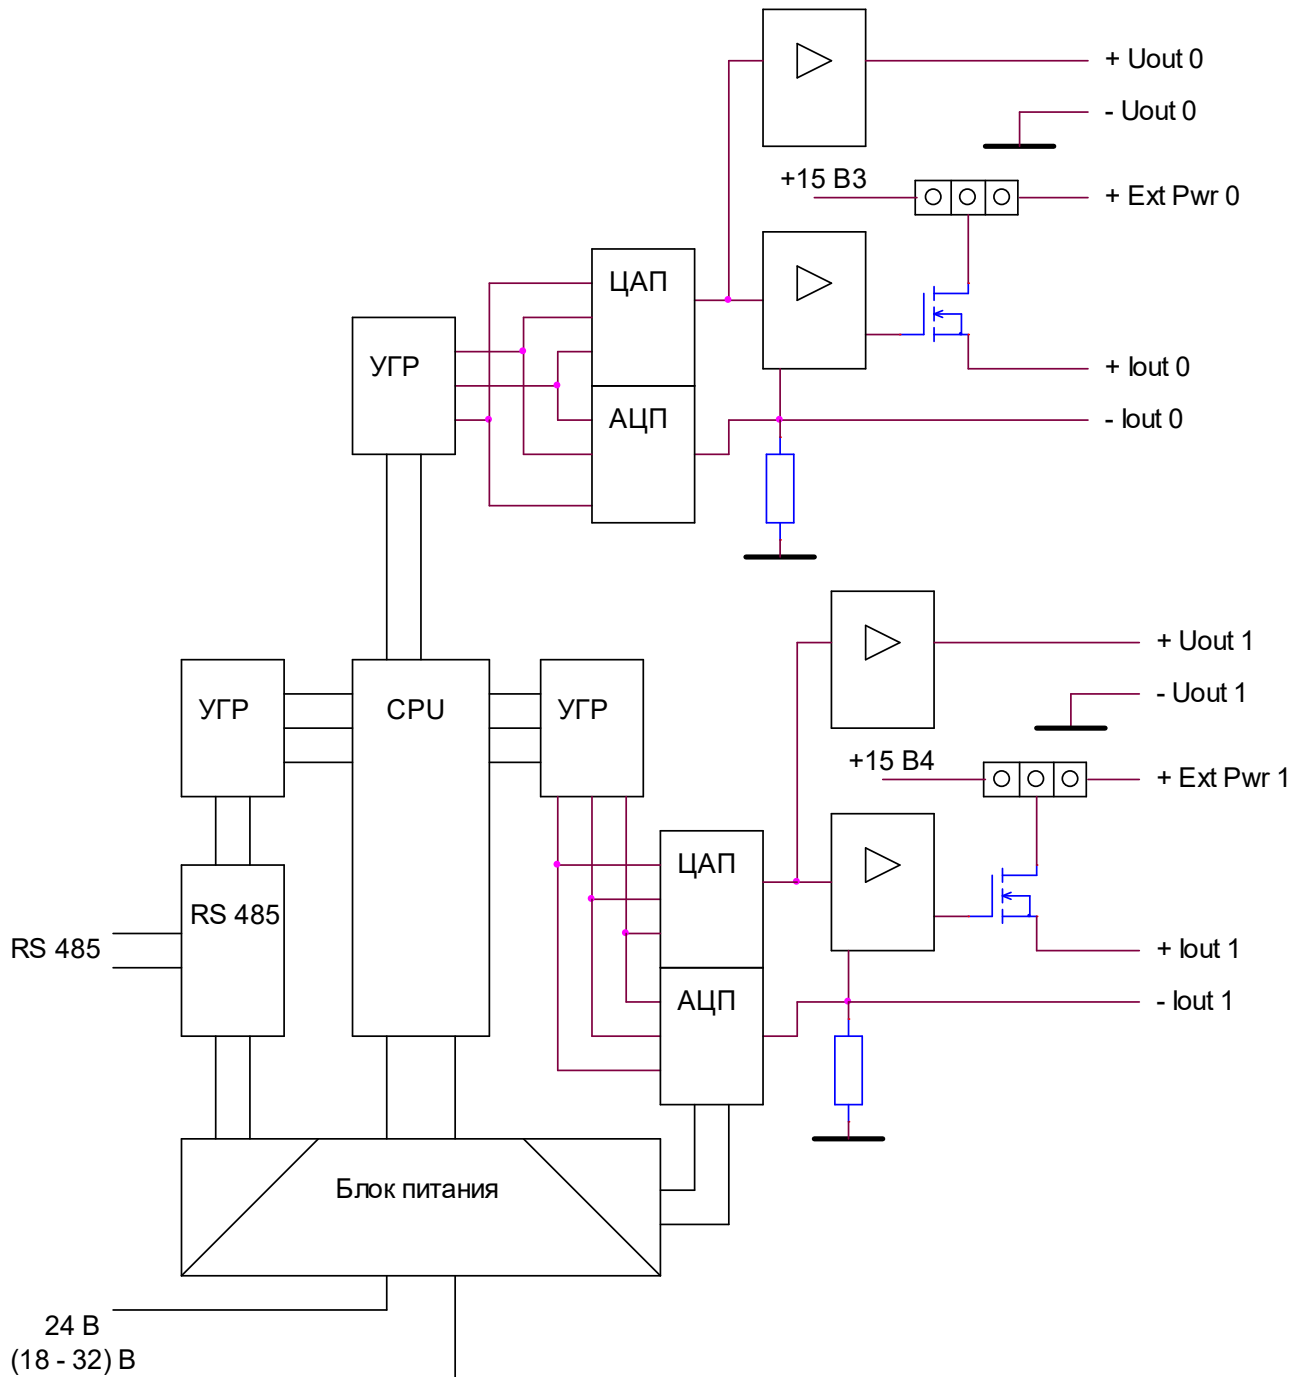 + Uout 0
- Uout 0
+15 В3
+ Ext Pwr 0
ЦАП
УГР
+ Iout 0
АЦП
- Iout 0
+ Uout 1
УГР
CPU
УГР
- Uout 1
+15 В4
+ Ext Pwr 1
ЦАП
RS 485
RS 485
+ Iout 1
АЦП
- Iout 1
Блок питания
24 В
(18 - 32) В